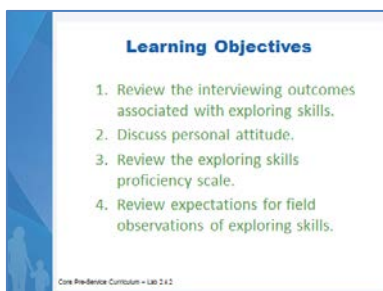 Learning Objectives
1. Review the interviewing outcomes
associated with exploring skills.
2. Discuss personal attitude.
3. Review the exploring skills
proficiency scale.
4. Review expectations for field
observations of exploring skills.
Core Pre-Service Curriculum – Lab 2